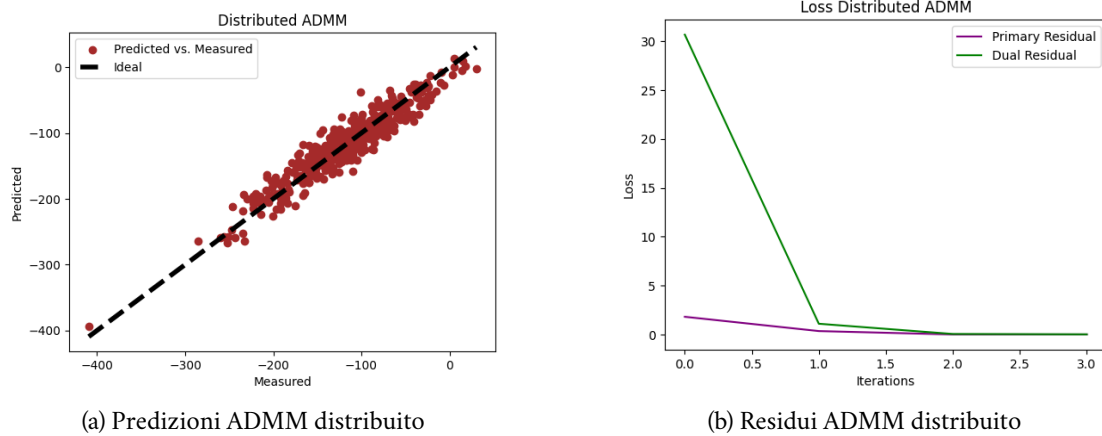 Distributed ADMM
Predicted vs. Measured
Ideal
0
−100
−200
−300
−400
Predicted
−400
−300
−200
−100
0
Measured
(a) Predizioni ADMM distribuito
Loss Distributed ADMM
Primary Residual
Dual Residual
30
25
20
15
10
5
0
Loss
0.0
0.5
1.0
1.5
2.0
2.5
3.0
Iterations
(b) Residui ADMM distribuito